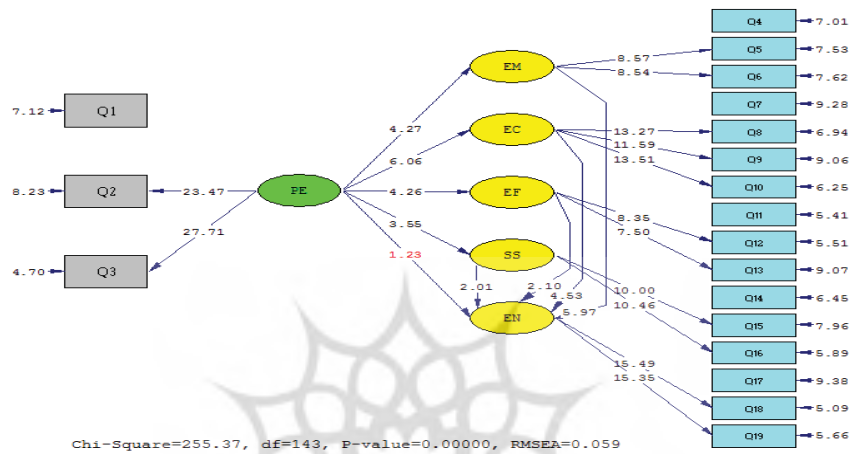 Q4 7.01
8.57 Q5 7.53
EM
8.54 Q6 7.62
7.12 Q1
Q7 9.28
4.27
EC 13.27 Q8 6.94
11.59 Q9 9.06
6.06
13.51 Q10 6.25
8.23 Q2 23.47 PE 4.26 EF
Q11 5.41
8.35 Q12 5.51
3.55 7.50
27.71 Q13 9.07
1.23 SS
4.70 Q3
2.01 2.10 4.53 10.00 Q14 6.45
5.97 10.46 Q15 7.96
EN
Q16 5.89
15.49
15.35 Q17 9.38
Q18 5.09
Q19 5.66
Chi-Square=255.37, df=143, P-value=0.00000, RMSEA=0.059